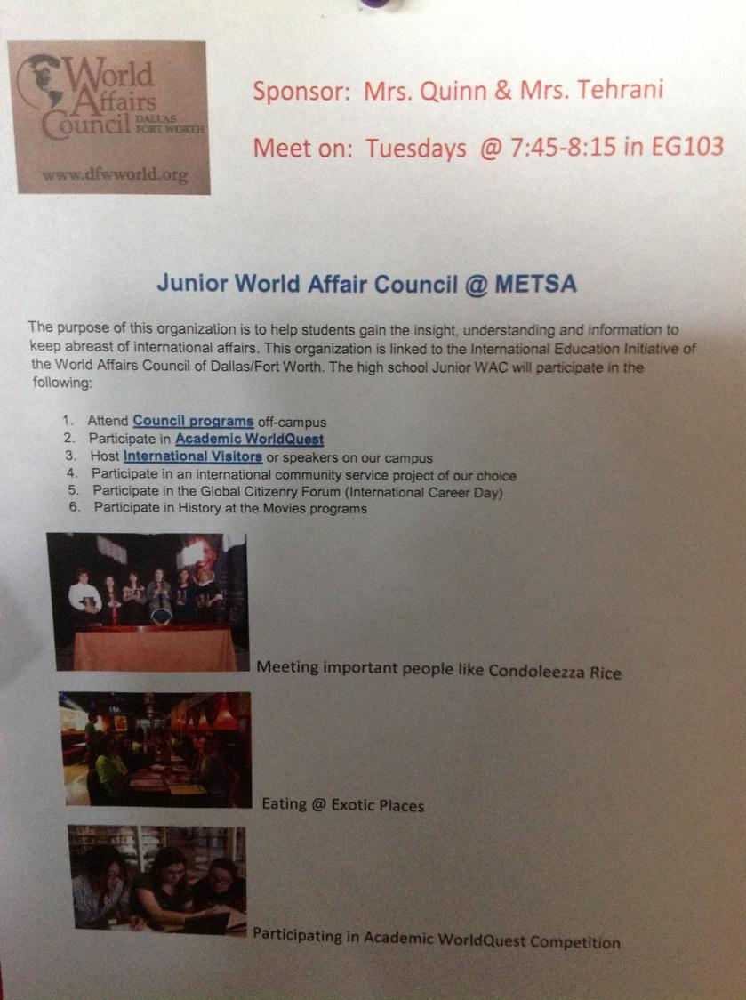 World
Affairs
Council DALLAS
FORT WORTH
www.dfwworld.org
Sponsor: Mrs. Quinn & Mrs. Tehrani
Meet on: Tuesdays @ 7:45-8:15 in EG103
Junior World Affair Council @ METSA
The purpose of this organization is to help students gain the insight, understanding and information to
keep abreast of international affairs. This organization is linked to the International Education Initiative of
the World Affairs Council of Dallas/Fort Worth. The high school Junior WAC will participate in the
following:
1. Attend Council programs off-campus
2. Participate in Academic WorldQuest
3. Host International Visitors or speakers on our campus
4. Participate in an international community service project of our choice
5. Participate in the Global Citizenry Forum (International Career Day)
6. Participate in History at the Movies programs
Meeting important people like Condoleezza Rice
Eating @ Exotic Places
Participating in Academic WorldQuest Competition